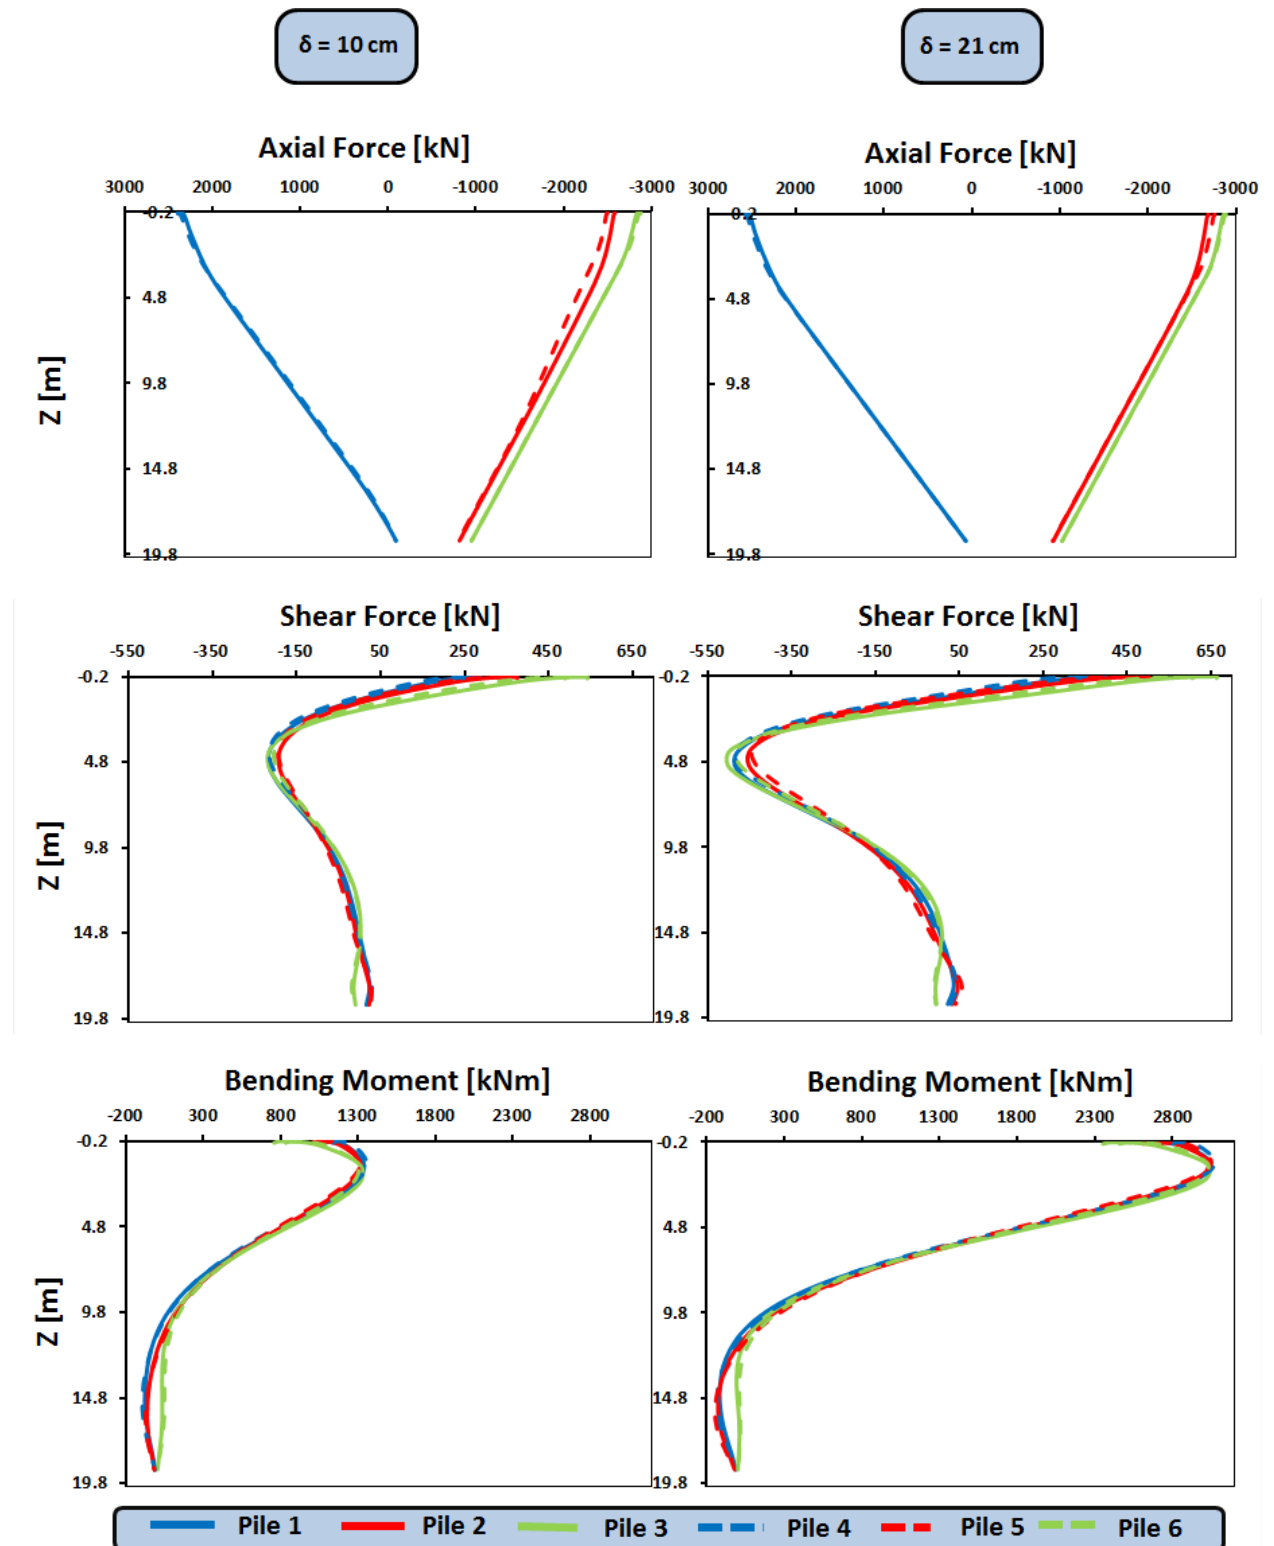 δ = 10 cm
δ = 21 cm
Axial Force [kN]
Axial Force [kN]
3000 2000 1000 0 -1000 -2000 -3000
3000 2000 1000 0 -1000 -2000 -3000
Z [m]
-0.2
4.8
9.8
14.8
19.8
-0.2
4.8
9.8
14.8
19.8
Shear Force [kN]
Shear Force [kN]
-550 -350 -150 50 250 450 650
-550 -350 -150 50 250 450 650
Z [m]
-0.2
4.8
9.8
14.8
19.8
-0.2
4.8
9.8
14.8
19.8
Bending Moment [kNm]
Bending Moment [kNm]
-200 300 800 1300 1800 2300 2800
-200 300 800 1300 1800 2300 2800
Z [m]
-0.2
4.8
9.8
14.8
19.8
-0.2
4.8
9.8
14.8
19.8
Pile 1 Pile 2 Pile 3 Pile 4 Pile 5 Pile 6